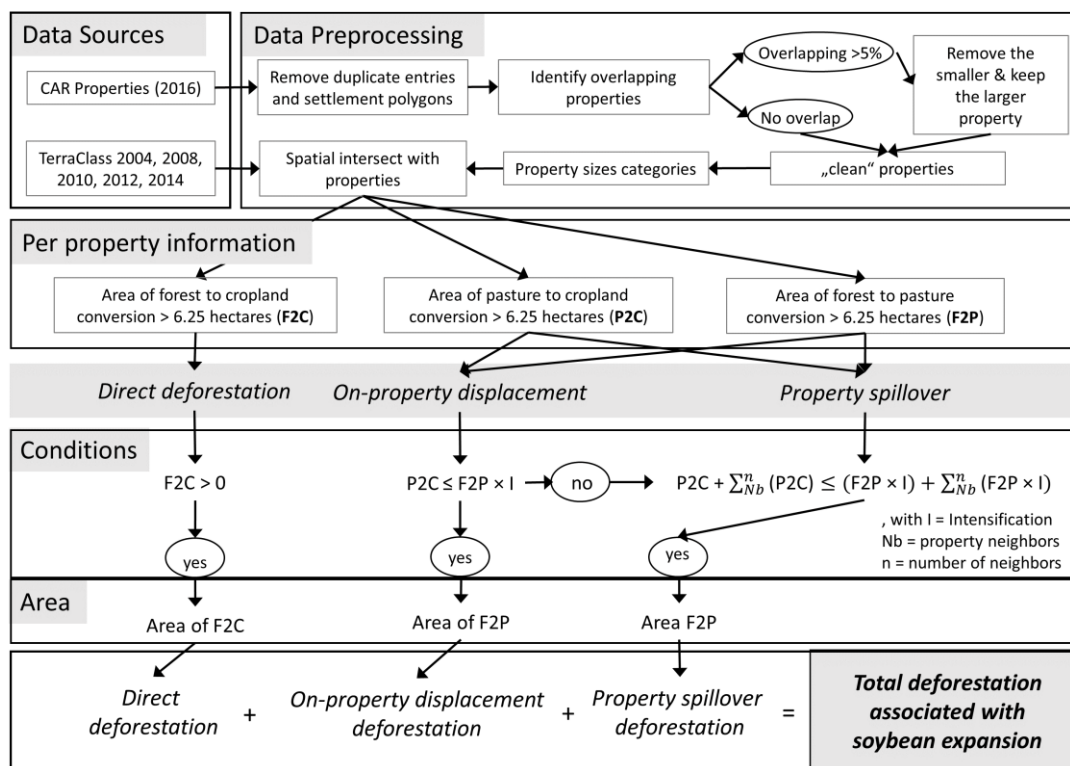 Data Sources
Data Preprocessing
CAR Properties (2016)
Remove duplicate entries
and settlement polygons
Identify overlapping
properties
Overlapping >5%
No overlap
Remove the
smaller & keep
the larger
property
TerraClass 2004, 2008,
2010, 2012, 2014
Spatial intersect with
properties
Property sizes categories
„clean“ properties
Per property information
Area of forest to cropland
conversion > 6.25 hectares (F2C)
Area of pasture to cropland
conversion > 6.25 hectares (P2C)
Area of forest to pasture
conversion > 6.25 hectares (F2P)
Direct deforestation
On-property displacement
Property spillover
Conditions
F2C > 0
P2C ≤ F2P × I
no
P2C + ∑ⁿ_Nb (P2C) ≤ (F2P × I) + ∑ⁿ_Nb (F2P × I)
, with I = Intensification
Nb = property neighbors
n = number of neighbors
yes
yes
yes
Area
Area of F2C
Area of F2P
Area F2P
Direct
deforestation
+
On-property displacement
deforestation
+
Property spillover
deforestation
=
Total deforestation
associated with
soybean expansion